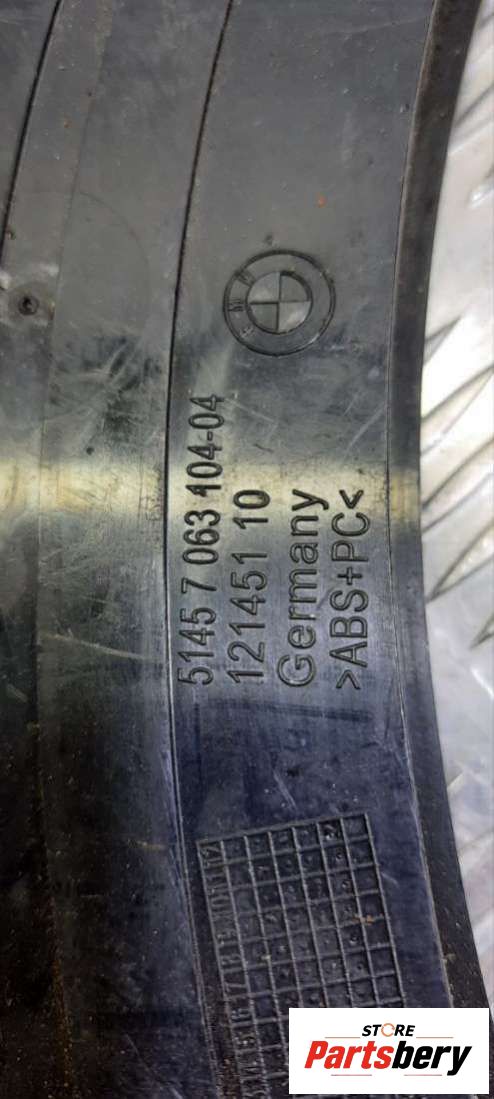 5145 7 063 104-04
121451 10
Germany
>ABS+PC<
STORE
Partsbery